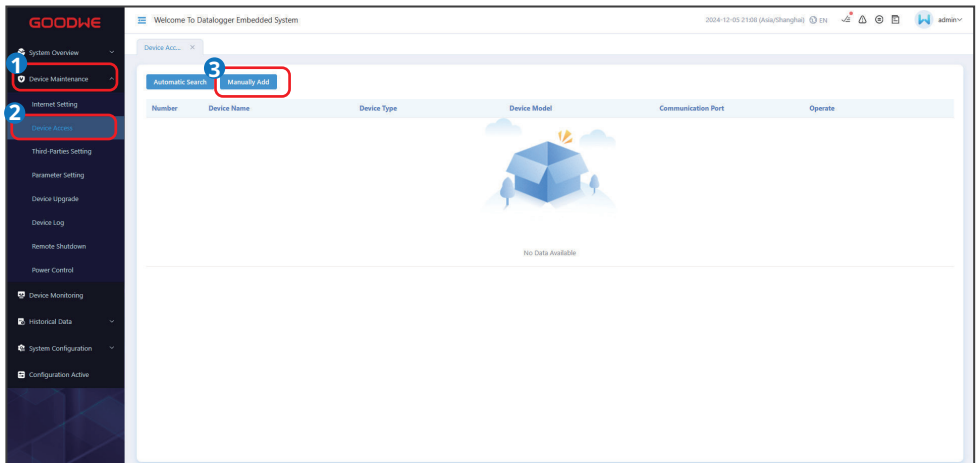 GOODWE
Welcome To Datalogger Embedded System
2024-12-05 21:08 (Asia/Shanghai)
EN
admin
System Overview
Device Acc...
1
Device Maintenance
3
Automatic Search
Manually Add
Internet Setting
Number
Device Name
Device Type
Device Model
Communication Port
Operate
2
Device Access
Third-Parties Setting
Parameter Setting
Device Upgrade
Device Log
Remote Shutdown
No Data Available
Power Control
Device Monitoring
Historical Data
System Configuration
Configuration Active